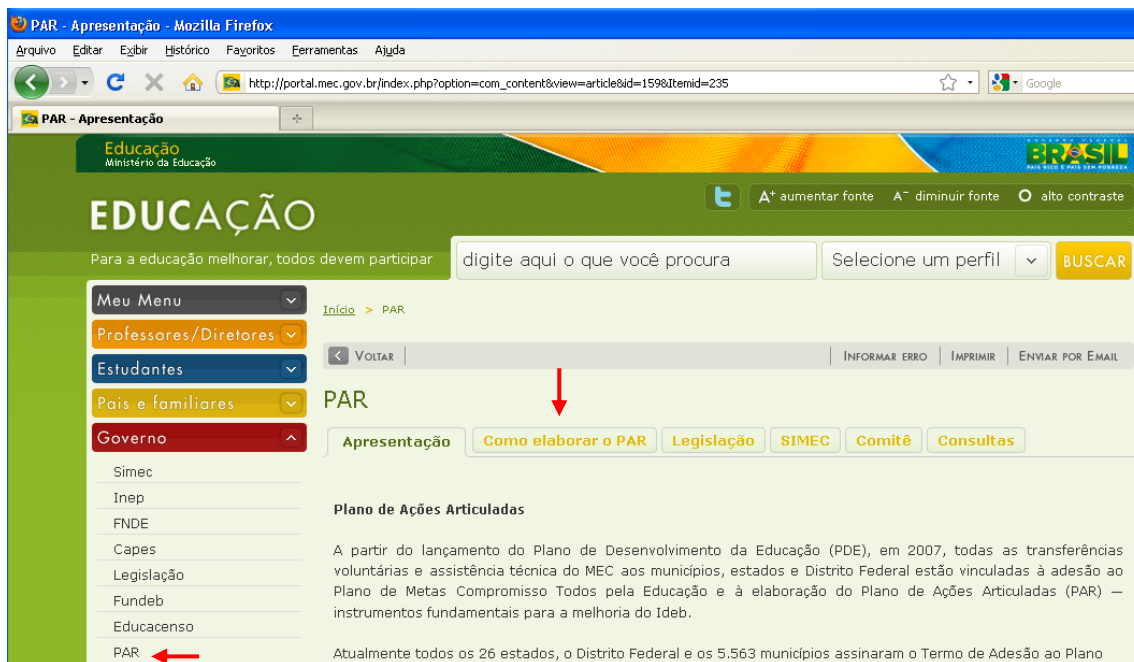 PAR - Apresentação - Mozilla Firefox
Arquivo Editar Exibir Histórico Favoritos Ferramentas Ajuda
http://portal.mec.gov.br/index.php?option=com_content&view=article&id=159&Itemid=235
Google
PAR - Apresentação
Educação
Ministério da Educação
BRASIL
PAÍS RICO É PAÍS SEM POBREZA
EDUCAÇÃO
A+ aumentar fonte A- diminuir fonte alto contraste
Para a educação melhorar, todos devem participar
digite aqui o que você procura
Selecione um perfil
BUSCAR
Meu Menu
Professores/Diretores
Estudantes
Pais e familiares
Governo
Simec
Inep
FNDE
Capes
Legislação
Fundeb
Educacenso
PAR
Início > PAR
VOLTAR
INFORMAR ERRO IMPRIMIR ENVIAR POR EMAIL
PAR
Apresentação Como elaborar o PAR Legislação SIMEC Comitê Consultas
Plano de Ações Articuladas
A partir do lançamento do Plano de Desenvolvimento da Educação (PDE), em 2007, todas as transferências
voluntárias e assistência técnica do MEC aos municípios, estados e Distrito Federal estão vinculadas à adesão ao
Plano de Metas Compromisso Todos pela Educação e à elaboração do Plano de Ações Articuladas (PAR) —
instrumentos fundamentais para a melhoria do Ideb.
Atualmente todos os 26 estados, o Distrito Federal e os 5.563 municípios assinaram o Termo de Adesão ao Plano